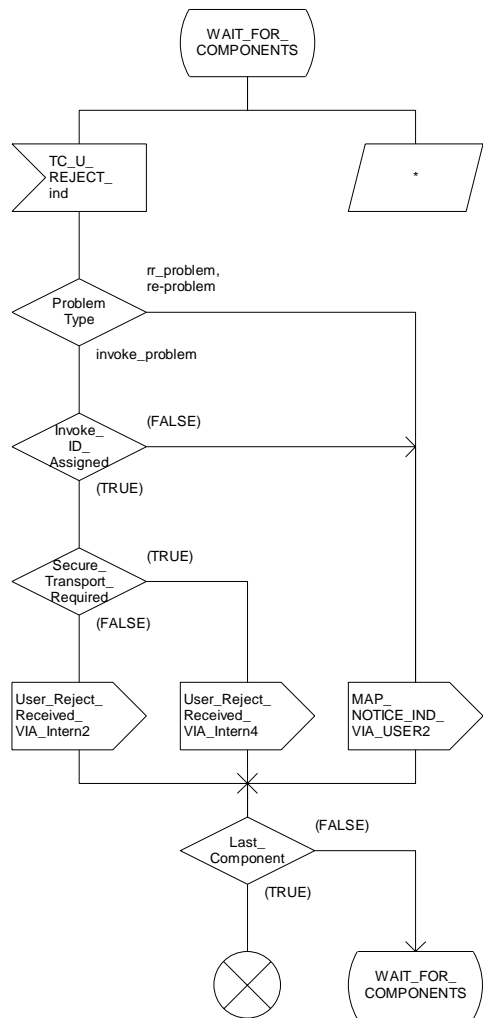 WAIT_FOR_
COMPONENTS
TC_U_
REJECT_
ind
*
rr_problem,
re-problem
Problem
Type
invoke_problem
(FALSE)
Invoke_
ID_
Assigned
(TRUE)
(TRUE)
Secure_
Transport_
Required
(FALSE)
User_Reject_
Received_
VIA_Intern2
User_Reject_
Received_
VIA_Intern4
MAP_
NOTICE_IND_
VIA_USER2
(FALSE)
Last_
Component
(TRUE)
WAIT_FOR_
COMPONENTS